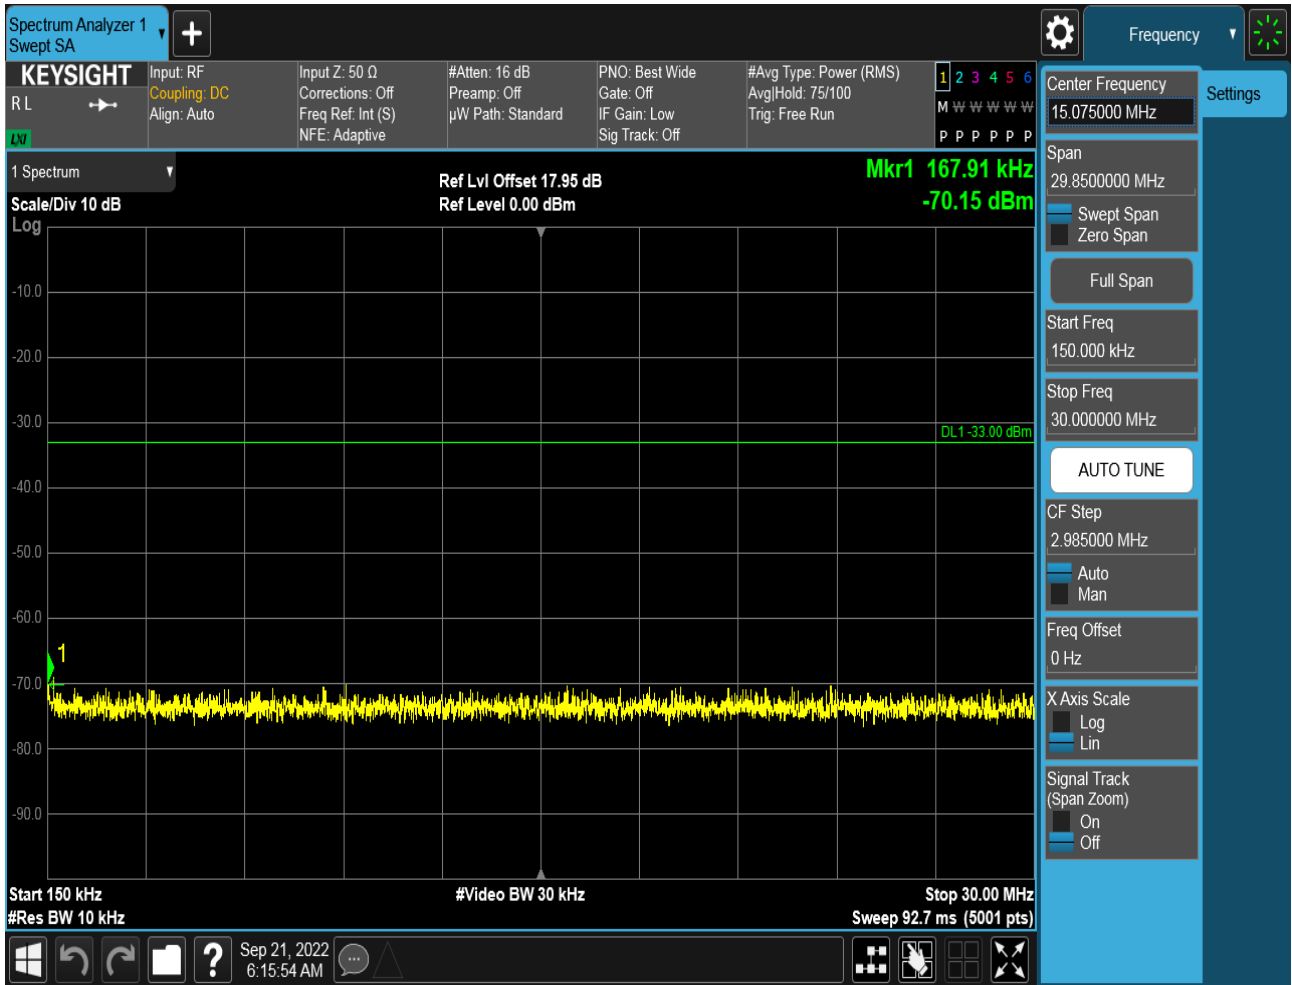 Spectrum Analyzer 1
Swept SA
Frequency
KEYSIGHT
R L
LXI
Input: RF
Coupling: DC
Align: Auto
Input Z: 50 Ω
Corrections: Off
Freq Ref: Int (S)
NFE: Adaptive
#Atten: 16 dB
Preamp: Off
µW Path: Standard
PNO: Best Wide
Gate: Off
IF Gain: Low
Sig Track: Off
#Avg Type: Power (RMS)
Avg|Hold: 75/100
Trig: Free Run
1 2 3 4 5 6
M W W W W W
P P P P P P
1 Spectrum
Scale/Div 10 dB
Log
Ref Lvl Offset 17.95 dB
Ref Level 0.00 dBm
Mkr1 167.91 kHz
-70.15 dBm
-10.0
-20.0
-30.0
DL1 -33.00 dBm
-40.0
-50.0
-60.0
1
-70.0
-80.0
-90.0
Start 150 kHz
#Video BW 30 kHz
Stop 30.00 MHz
#Res BW 10 kHz
Sweep 92.7 ms (5001 pts)
Center Frequency
15.075000 MHz
Settings
Span
29.8500000 MHz
Swept Span
Zero Span
Full Span
Start Freq
150.000 kHz
Stop Freq
30.000000 MHz
AUTO TUNE
CF Step
2.985000 MHz
Auto
Man
Freq Offset
0 Hz
X Axis Scale
Log
Lin
Signal Track
(Span Zoom)
On
Off
?
Sep 21, 2022
6:15:54 AM